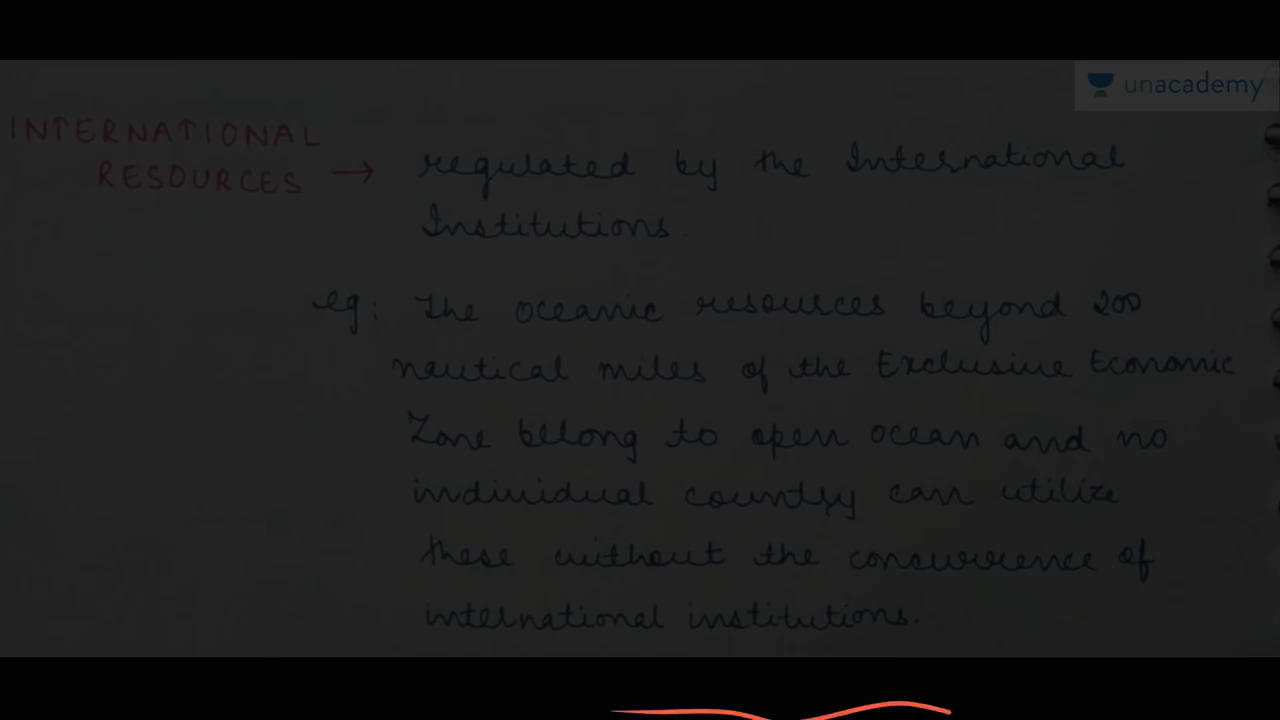 unacademy
INTERNATIONAL
RESOURCES → regulated by the International
Institutions.
eg: The oceanic resources beyond 200
nautical miles of the Exclusive Economic
Zone belong to open ocean and no
individual country can utilize
these without the concurrence of
international institutions.